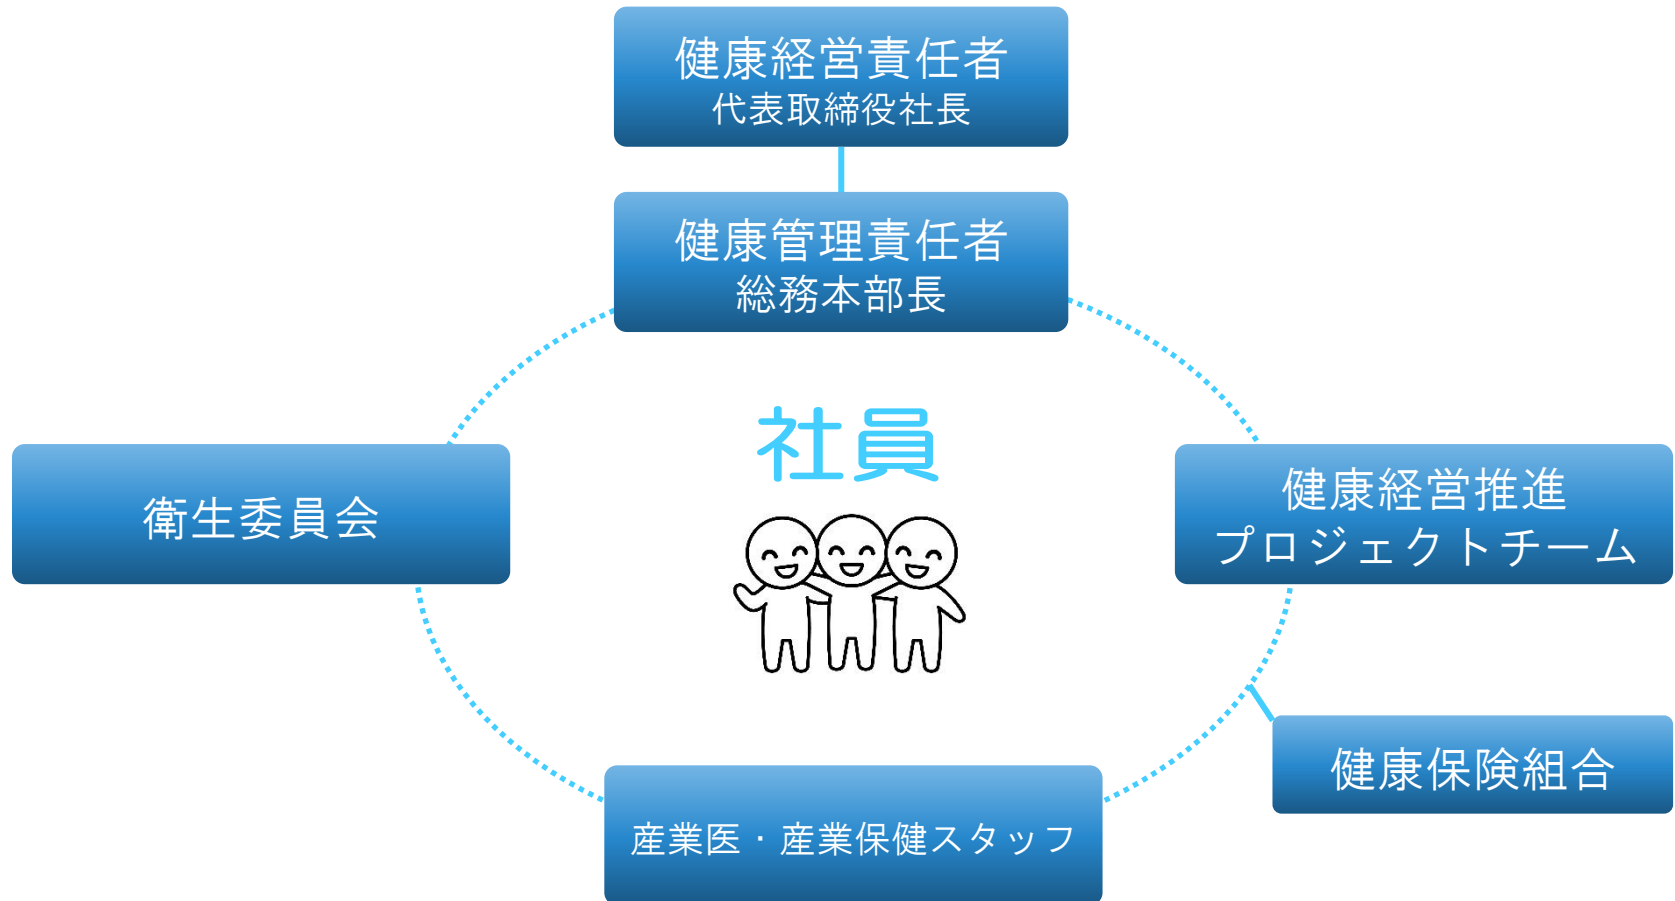 健康経営責任者
代表取締役社長
健康管理責任者
総務本部長
社員
衛生委員会
健康経営推進
プロジェクトチーム
健康保険組合
産業医・産業保健スタッフ